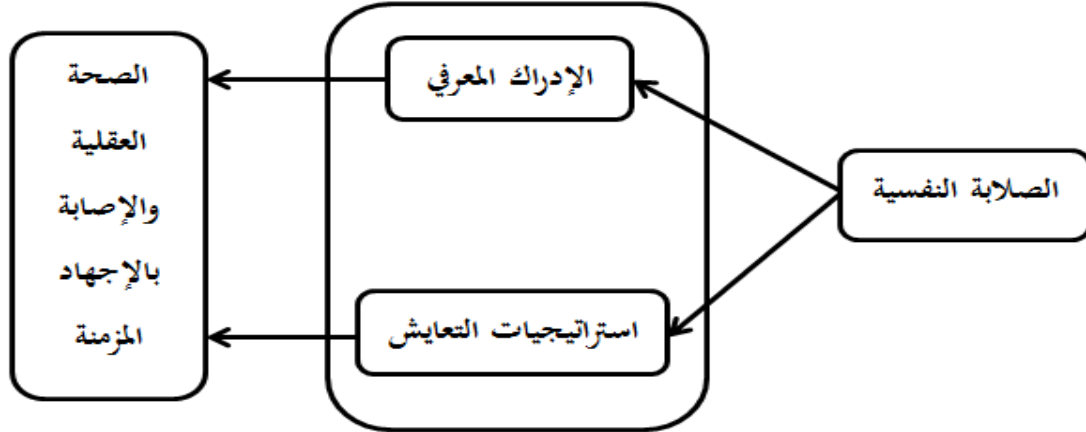 الصلابة النفسية
الإدراك المعرفي
استراتيجيات التعايش
الصحة
العقلية
والإصابة
بالإجهاد
المزمنة